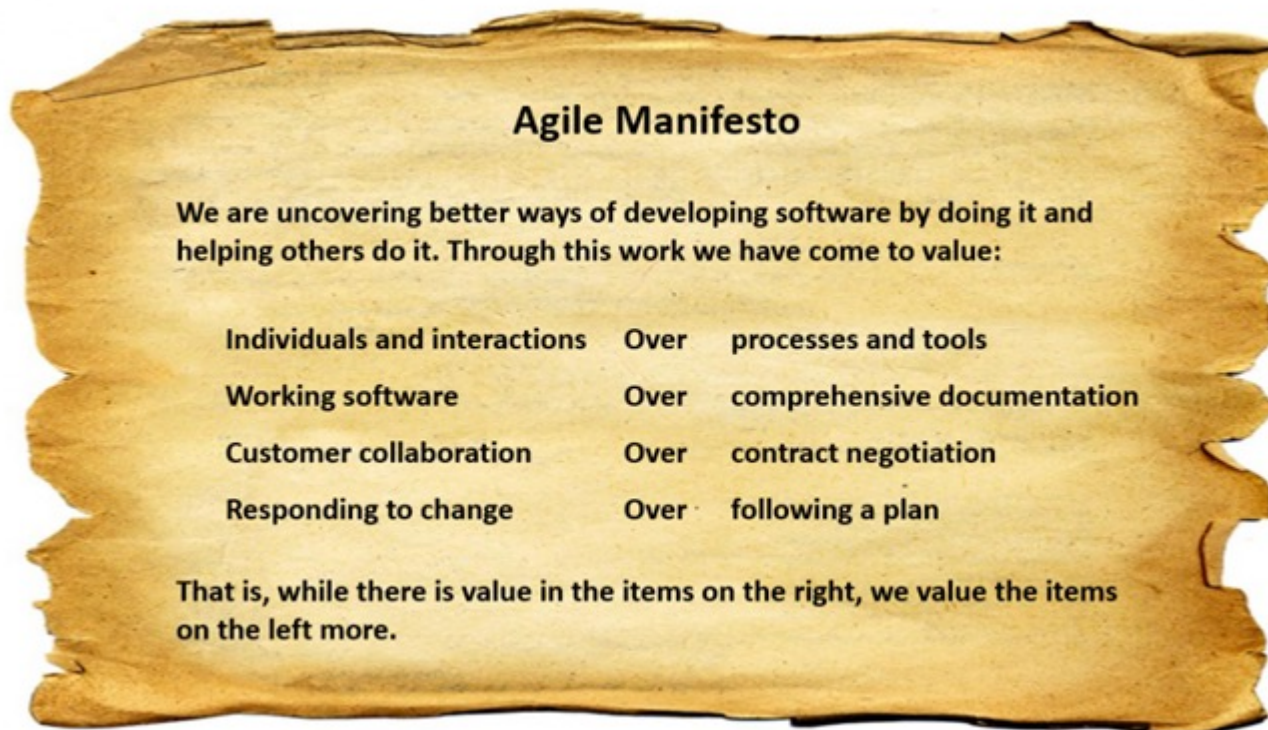 Agile Manifesto
We are uncovering better ways of developing software by doing it and
helping others do it. Through this work we have come to value:
Individuals and interactions Over processes and tools
Working software Over comprehensive documentation
Customer collaboration Over contract negotiation
Responding to change Over following a plan
That is, while there is value in the items on the right, we value the items
on the left more.